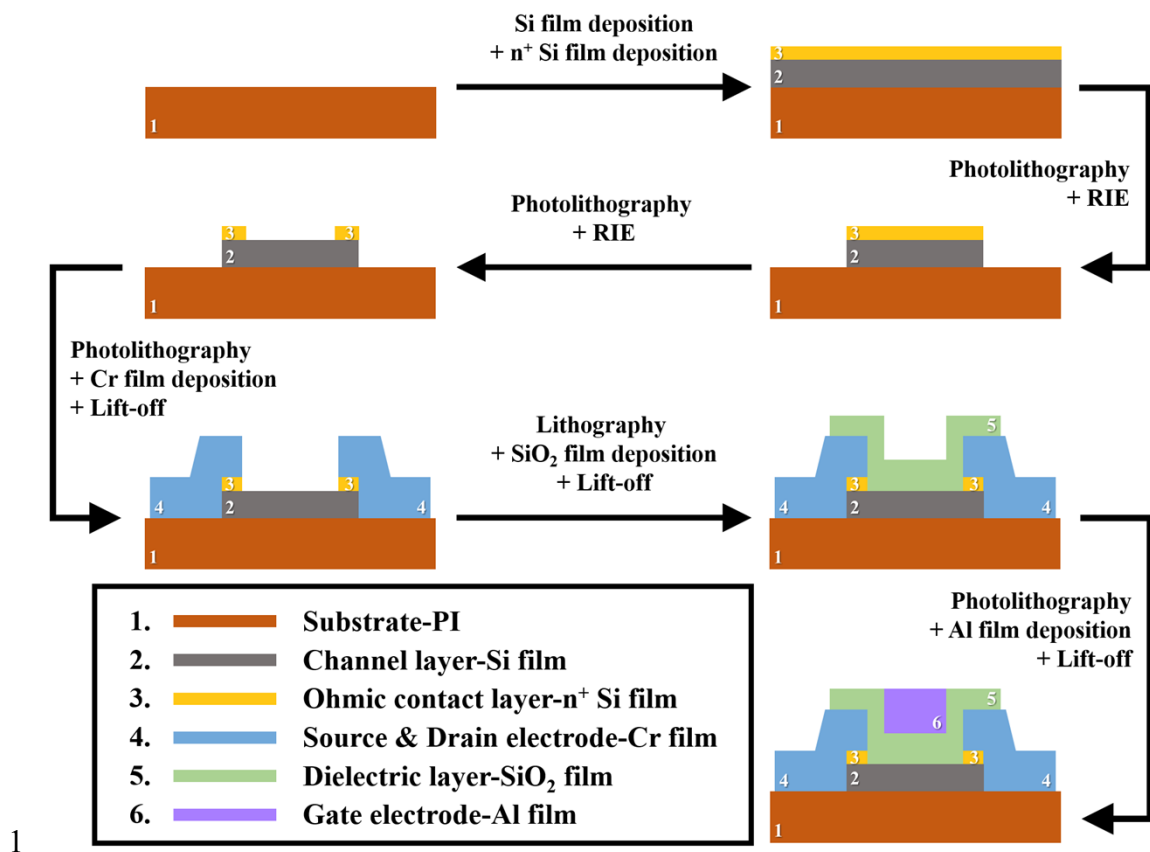 Si film deposition
+ n⁺ Si film deposition
1
3
2
1
Photolithography
+ RIE
3
2
1
Photolithography
+ RIE
3 3
2
1
Photolithography
+ Cr film deposition
+ Lift-off
3 3
4 2 4
1
Lithography
+ SiO₂ film deposition
+ Lift-off
5
3 3
4 2 4
1
Photolithography
+ Al film deposition
+ Lift-off
5
6
3 3
4 2 4
1
1. Substrate-PI
2. Channel layer-Si film
3. Ohmic contact layer-n⁺ Si film
4. Source & Drain electrode-Cr film
5. Dielectric layer-SiO₂ film
6. Gate electrode-Al film
1